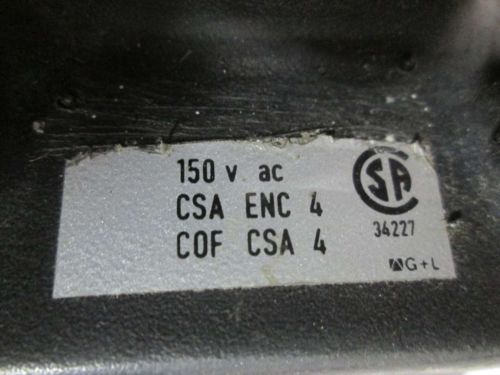 150 v. ac
CSA ENC 4
COF CSA 4
SA
34227
G+L